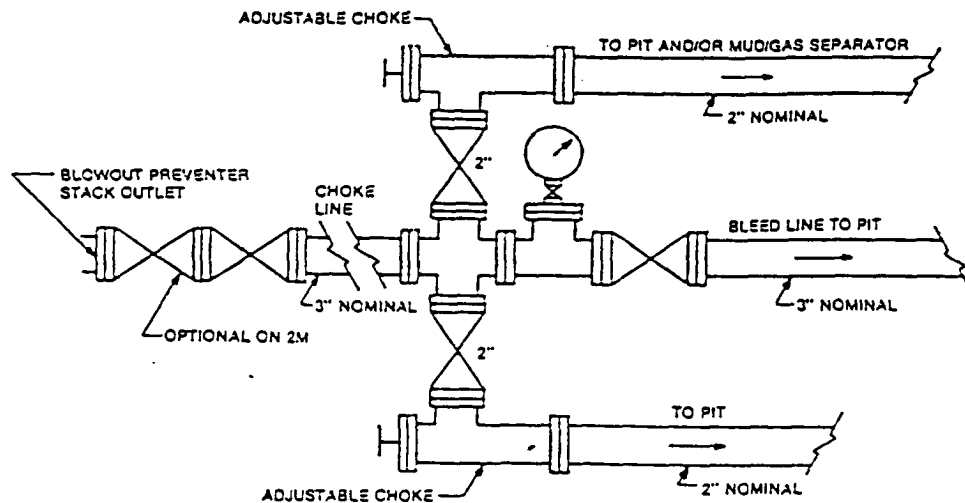 ADJUSTABLE CHOKE
TO PIT AND/OR MUD/GAS SEPARATOR
2" NOMINAL
2"
BLOWOUT PREVENTER
STACK OUTLET
CHOKE
LINE
BLEED LINE TO PIT
3" NOMINAL
3" NOMINAL
OPTIONAL ON 2M
2"
TO PIT
2" NOMINAL
ADJUSTABLE CHOKE